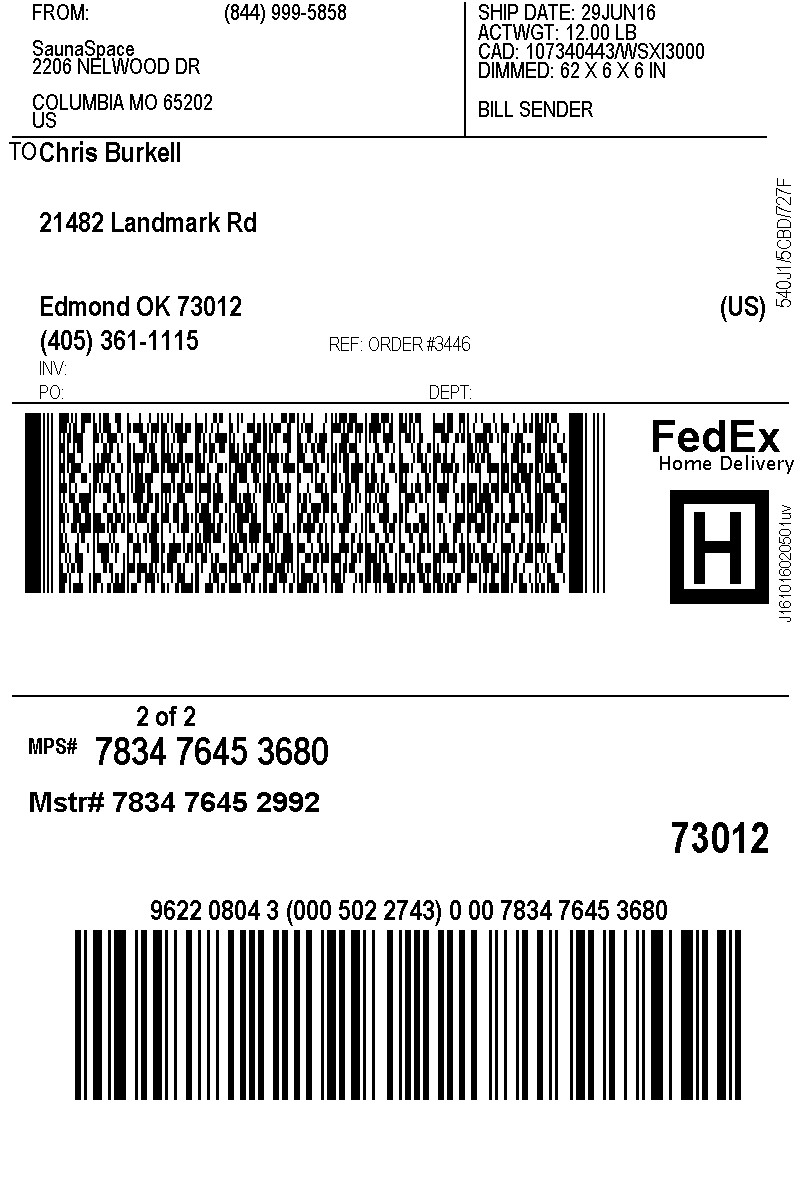 FROM: (844) 999-5858
SaunaSpace
2206 NELWOOD DR
COLUMBIA MO 65202
US
SHIP DATE: 29JUN16
ACTWGT: 12.00 LB
CAD: 107340443/WSXI3000
DIMMED: 62 X 6 X 6 IN
BILL SENDER
TO Chris Burkell
21482 Landmark Rd
Edmond OK 73012 (US)
(405) 361-1115 REF: ORDER #3446
INV:
PO: DEPT:
540J1/5CBD/727F
FedEx
Home Delivery
H
J161016020501uv
2 of 2
MPS# 7834 7645 3680
Mstr# 7834 7645 2992
73012
9622 0804 3 (000 502 2743) 0 00 7834 7645 3680